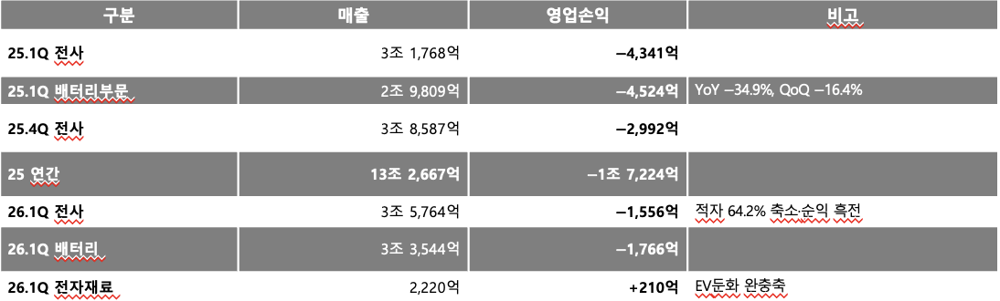 구분 매출 영업손익 비고
25.1Q 전사 3조 1,768억 –4,341억
25.1Q 배터리부문 2조 9,809억 –4,524억 YoY –34.9%, QoQ –16.4%
25.4Q 전사 3조 8,587억 –2,992억
25 연간 13조 2,667억 –1조 7,224억
26.1Q 전사 3조 5,764억 –1,556억 적자 64.2% 축소·순익 흑전
26.1Q 배터리 3조 3,544억 –1,766억
26.1Q 전자재료 2,220억 +210억 EV둔화 완충축